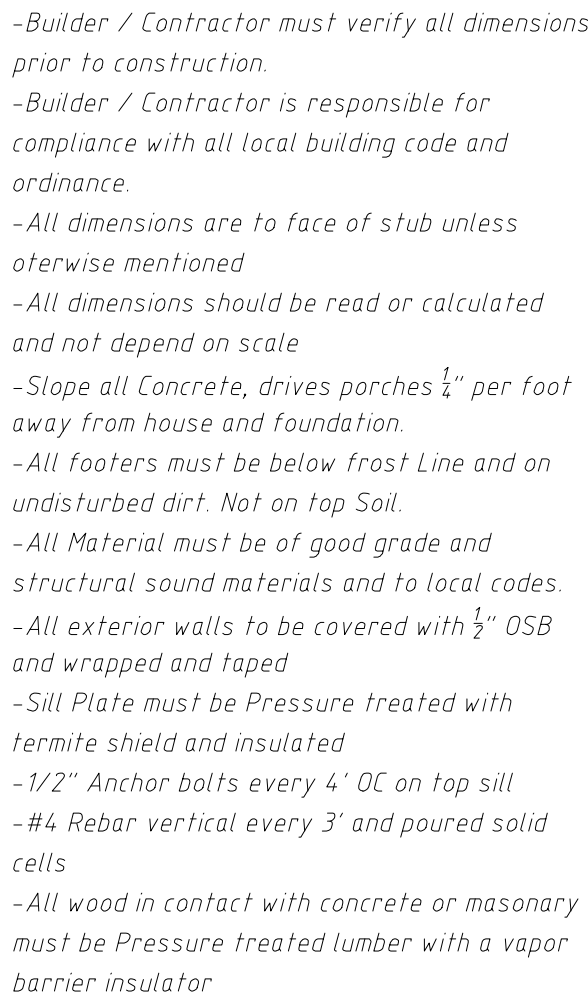 -Builder / Contractor must verify all dimensions
prior to construction.
-Builder / Contractor is responsible for
compliance with all local building code and
ordinance.
-All dimensions are to face of stub unless
oterwise mentioned
-All dimensions should be read or calculated
and not depend on scale
-Slope all Concrete, drives porches 1/4" per foot
away from house and foundation.
-All footers must be below frost Line and on
undisturbed dirt. Not on top Soil.
-All Material must be of good grade and
structural sound materials and to local codes.
-All exterior walls to be covered with 1/2" OSB
and wrapped and taped
-Sill Plate must be Pressure treated with
termite shield and insulated
-1/2" Anchor bolts every 4' OC on top sill
-#4 Rebar vertical every 3' and poured solid
cells
-All wood in contact with concrete or masonary
must be Pressure treated lumber with a vapor
barrier insulator